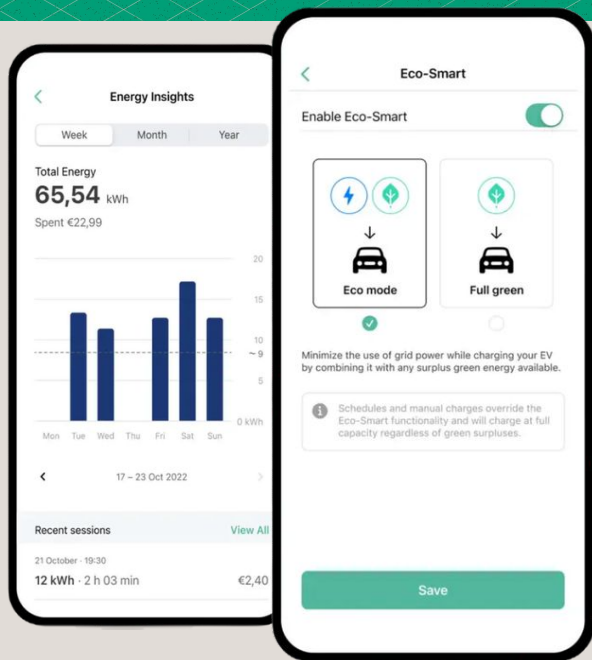 Energy Insights
Week Month Year
Total Energy
65,54 kWh
Spent €22,99
20
15
10
~ 9
5
0 kWh
Mon Tue Wed Thu Fri Sat Sun
17 – 23 Oct 2022
Recent sessions View All
21 October · 19:30
12 kWh · 2 h 03 min €2,40
Eco-Smart
Enable Eco-Smart
Eco mode Full green
Minimize the use of grid power while charging your EV
by combining it with any surplus green energy available.
Schedules and manual charges override the
Eco-Smart functionality and will charge at full
capacity regardless of green surpluses.
Save